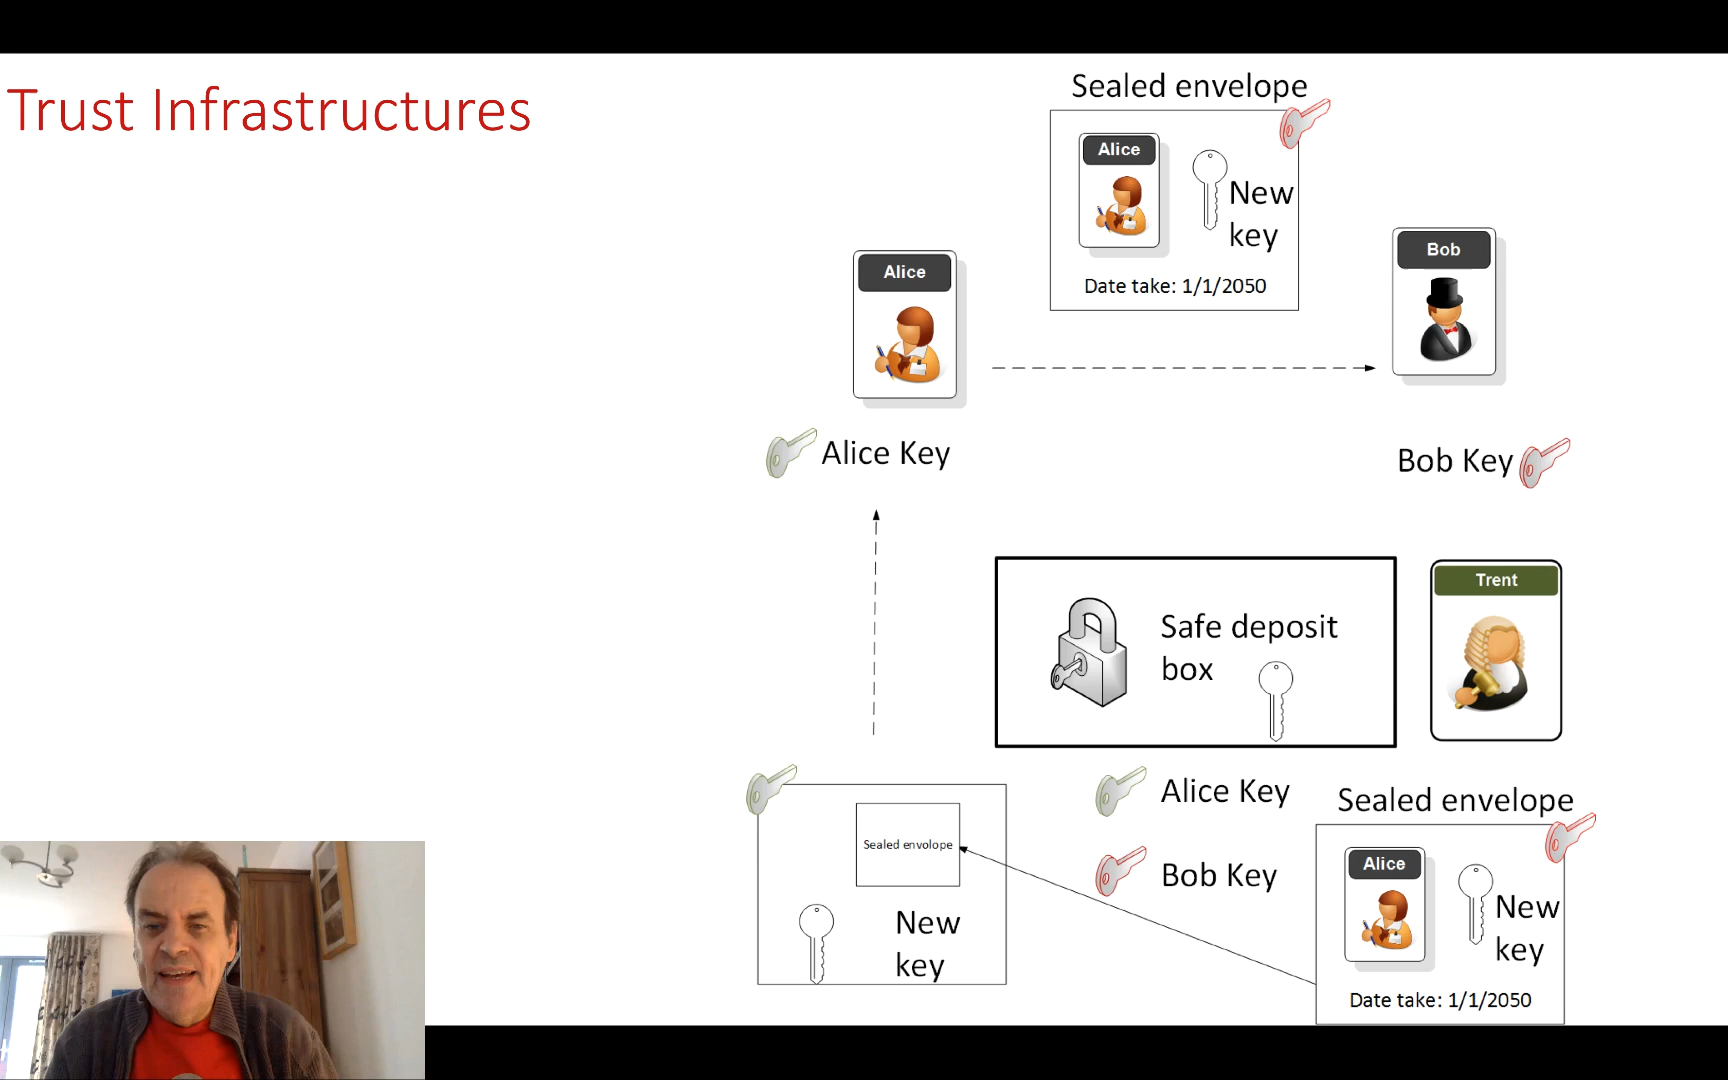 Trust Infrastructures
Sealed envelope
Alice
New
key
Date take: 1/1/2050
Alice
Bob
Alice Key
Bob Key
Safe deposit
box
Trent
Alice Key
Bob Key
Sealed envolope
New
key
Sealed envelope
Alice
New
key
Date take: 1/1/2050